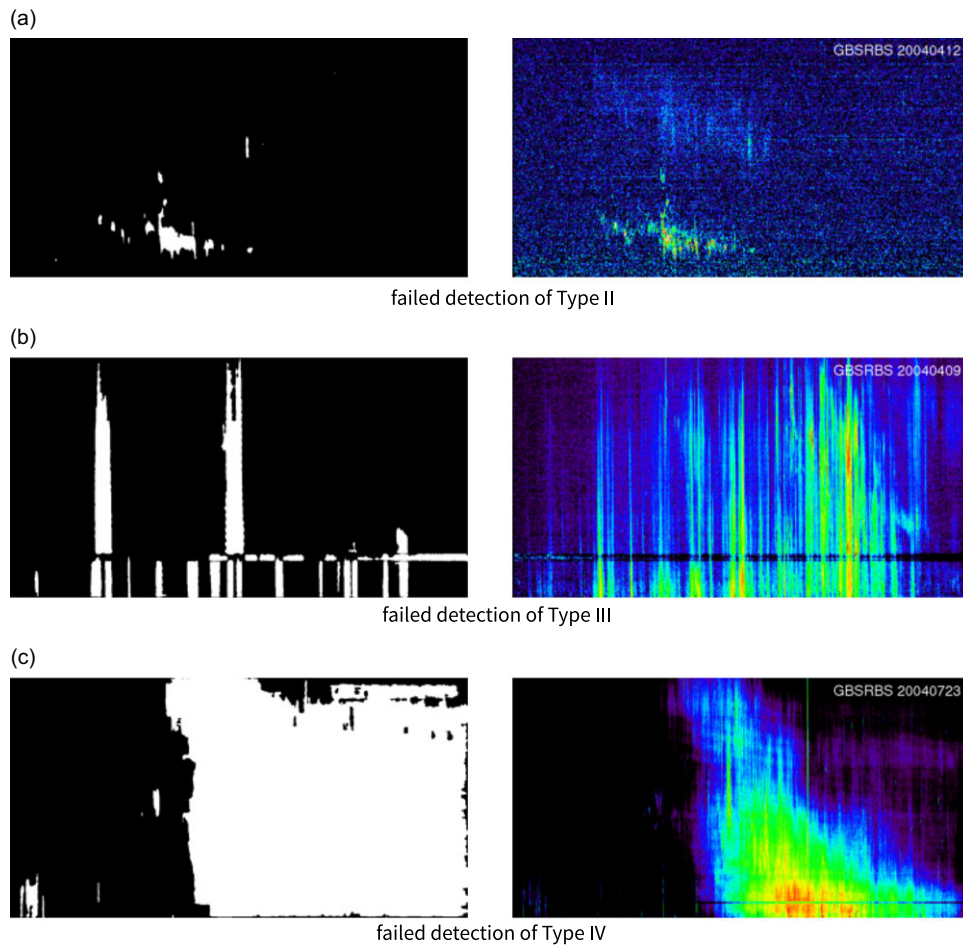 (a)
GBSRBS 20040412
failed detection of Type II
(b)
GBSRBS 20040409
failed detection of Type III
(c)
GBSRBS 20040723
failed detection of Type IV